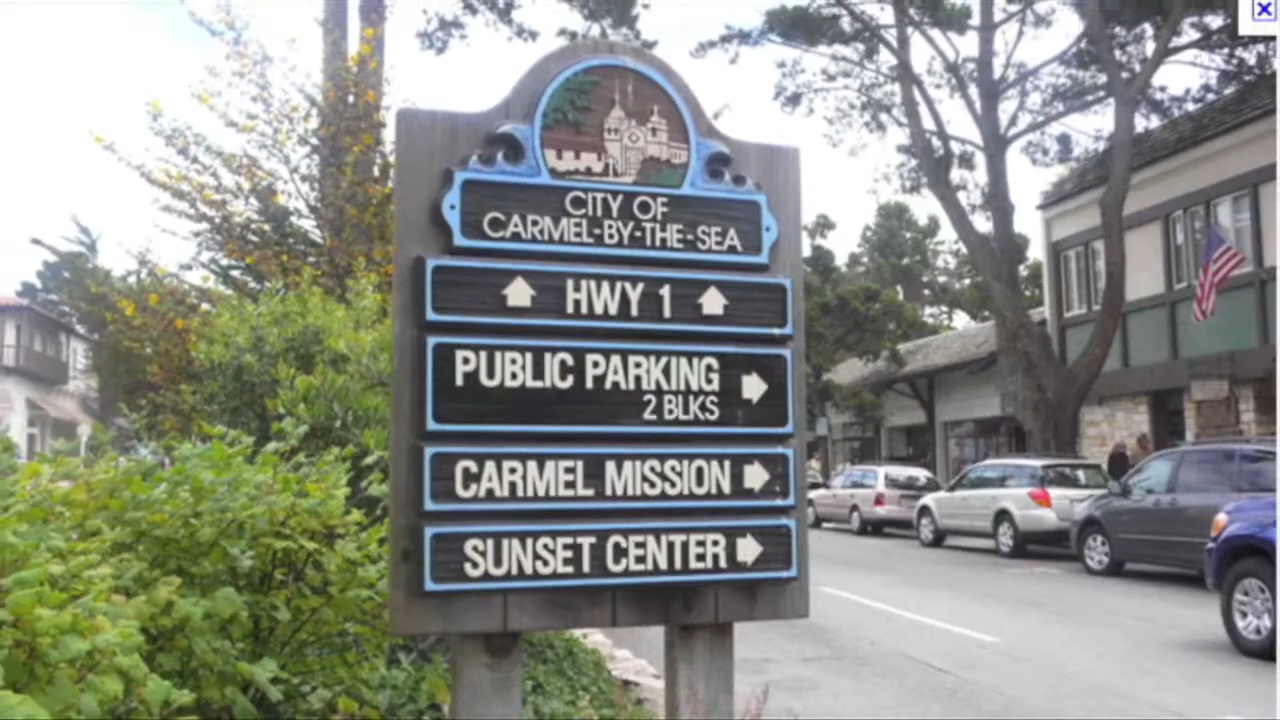 CITY OF
CARMEL-BY-THE-SEA
HWY 1
PUBLIC PARKING
2 BLKS
CARMEL MISSION
SUNSET CENTER